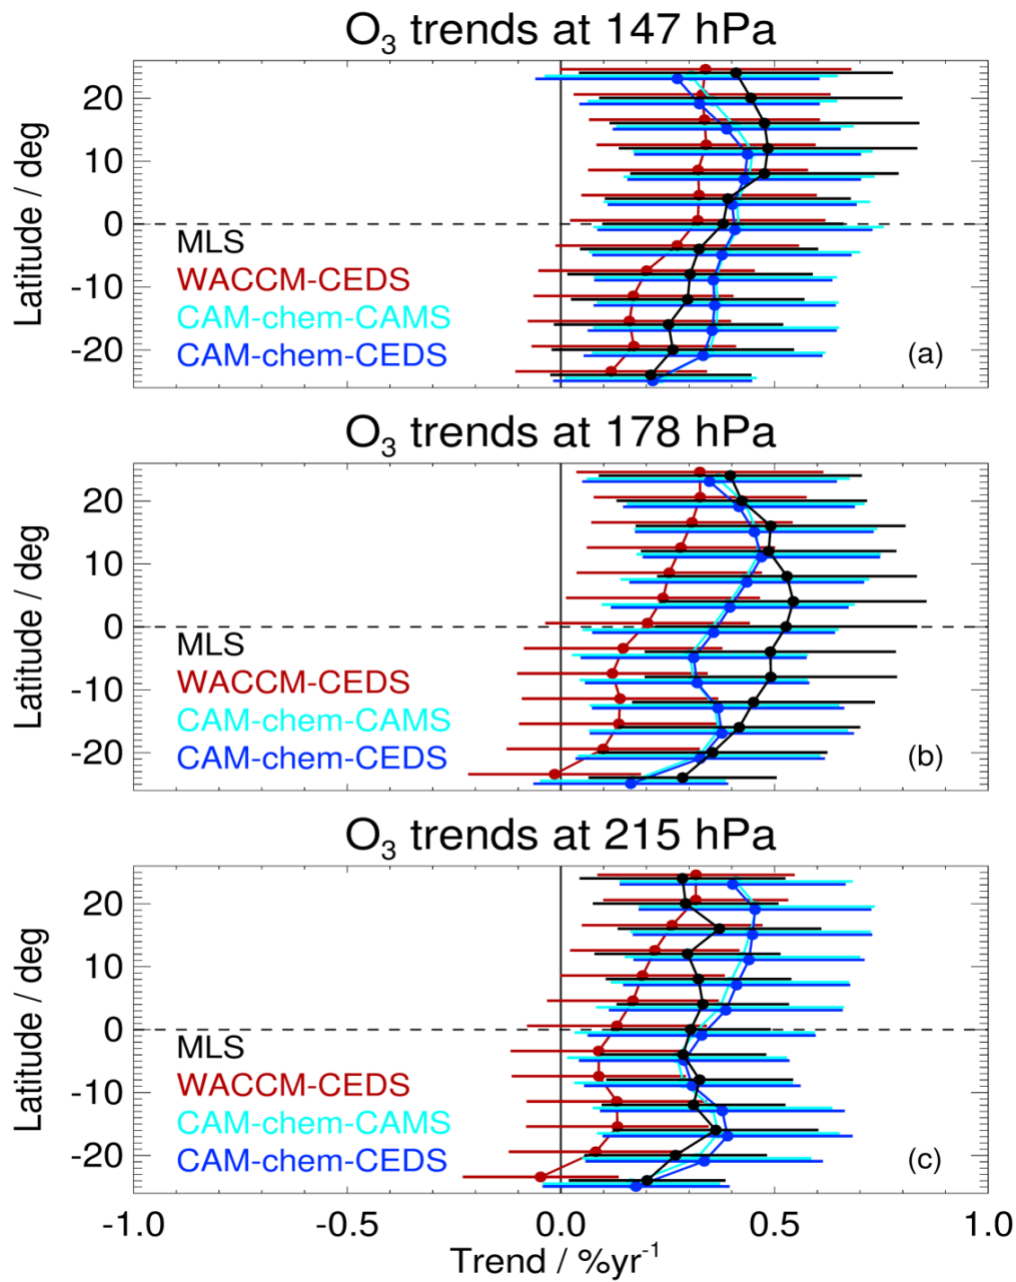 O3 trends at 147 hPa
Latitude / deg
20
10
0
-10
-20
MLS
WACCM-CEDS
CAM-chem-CAMS
CAM-chem-CEDS
(a)
O3 trends at 178 hPa
Latitude / deg
20
10
0
-10
-20
MLS
WACCM-CEDS
CAM-chem-CAMS
CAM-chem-CEDS
(b)
O3 trends at 215 hPa
Latitude / deg
20
10
0
-10
-20
MLS
WACCM-CEDS
CAM-chem-CAMS
CAM-chem-CEDS
(c)
-1.0 -0.5 0.0 0.5 1.0
Trend / %yr-1